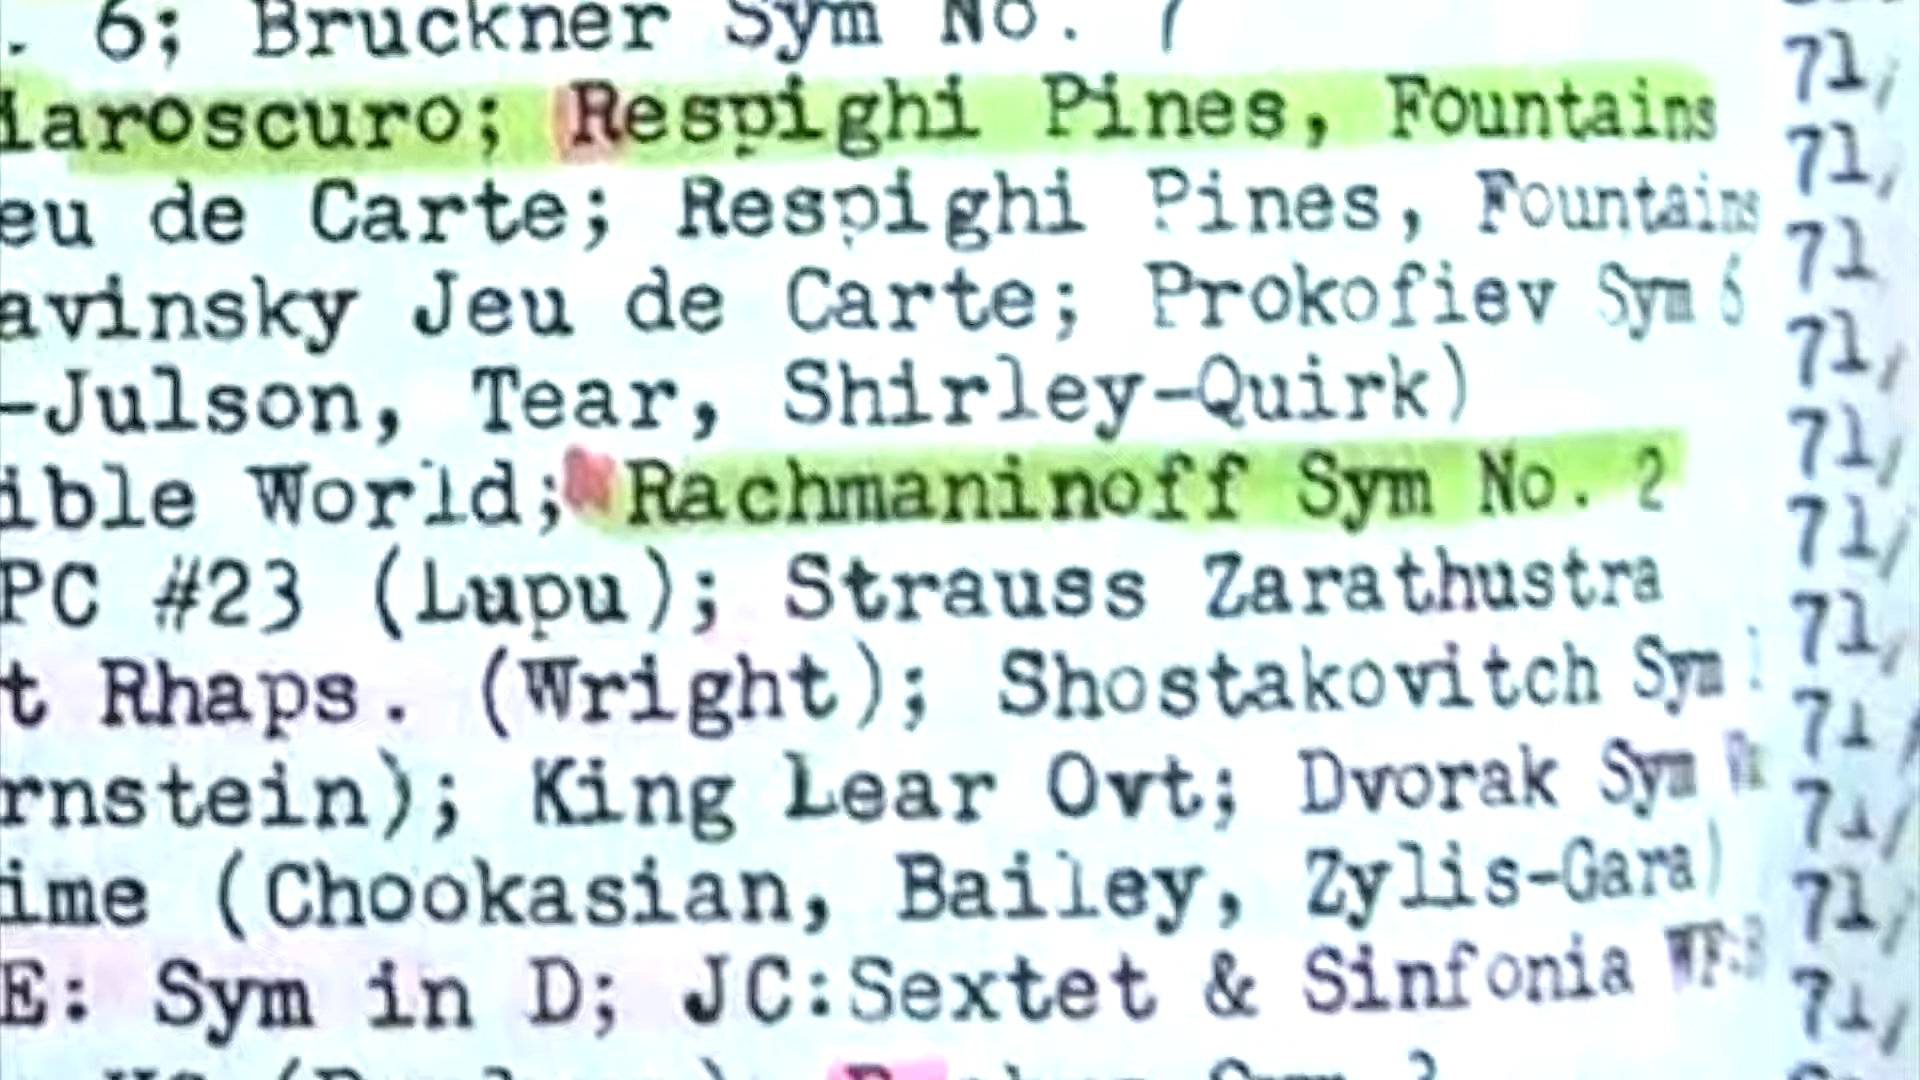 . 6; Bruckner Sym No. 7
iaroscuro; Respighi Pines, Fountains
eu de Carte; Respighi Pines, Fountains
avinsky Jeu de Carte; Prokofiev Sym 6
-Julson, Tear, Shirley-Quirk)
ible World; Rachmaninoff Sym No. 2
PC #23 (Lupu); Strauss Zarathustra
t Rhaps. (Wright); Shostakovitch Sym
rnstein); King Lear Ovt; Dvorak Sym
ime (Chookasian, Bailey, Zylis-Gara)
E: Sym in D; JC:Sextet & Sinfonia WF:
71/
71/
71
71/
71/
71/
71/
71/
71/
71/
71/